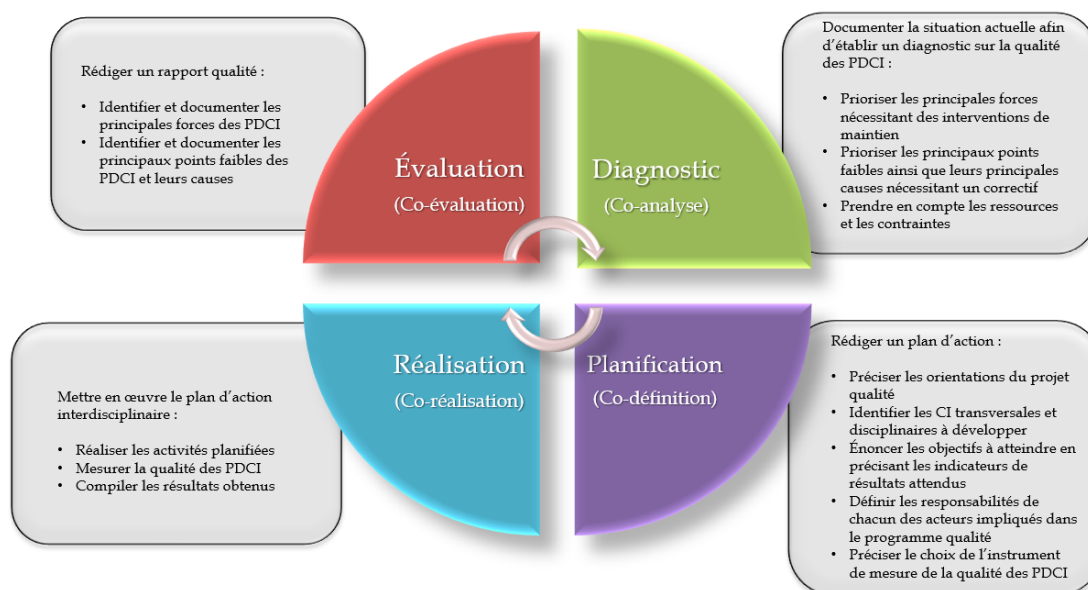 Rédiger un rapport qualité :
• Identifier et documenter les
principales forces des PDCI
• Identifier et documenter les
principaux points faibles des
PDCI et leurs causes
Évaluation
(Co-évaluation)
Diagnostic
(Co-analyse)
Documenter la situation actuelle afin
d’établir un diagnostic sur la qualité
des PDCI :
• Prioriser les principales forces
nécessitant des interventions de
maintien
• Prioriser les principaux points
faibles ainsi que leurs principales
causes nécessitant un correctif
• Prendre en compte les ressources
et les contraintes
Mettre en œuvre le plan d’action
interdisciplinaire :
• Réaliser les activités planifiées
• Mesurer la qualité des PDCI
• Compiler les résultats obtenus
Réalisation
(Co-réalisation)
Planification
(Co-définition)
Rédiger un plan d’action :
• Préciser les orientations du projet
qualité
• Identifier les CI transversales et
disciplinaires à développer
• Énoncer les objectifs à atteindre en
précisant les indicateurs de
résultats attendus
• Définir les responsabilités de
chacun des acteurs impliqués dans
le programme qualité
• Préciser le choix de l’instrument
de mesure de la qualité des PDCI